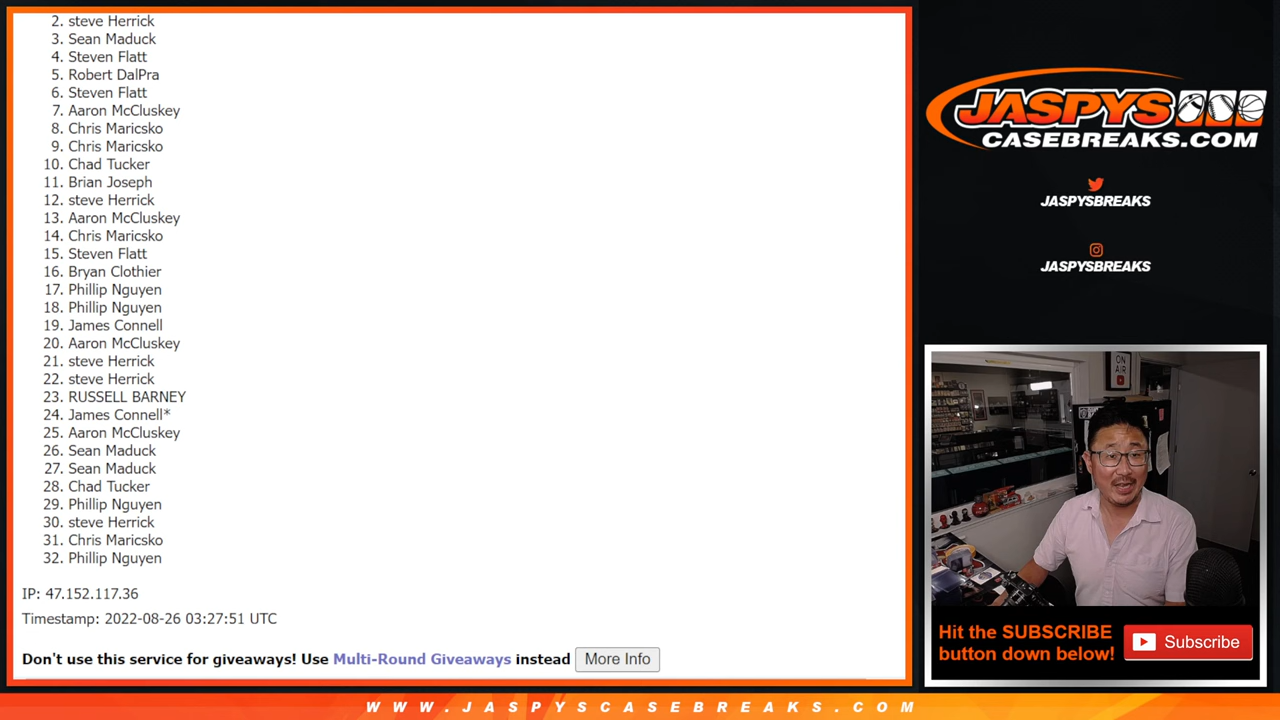 2. steve Herrick
3. Sean Maduck
4. Steven Flatt
5. Robert DalPra
6. Steven Flatt
7. Aaron McCluskey
8. Chris Maricsko
9. Chris Maricsko
10. Chad Tucker
11. Brian Joseph
12. steve Herrick
13. Aaron McCluskey
14. Chris Maricsko
15. Steven Flatt
16. Bryan Clothier
17. Phillip Nguyen
18. Phillip Nguyen
19. James Connell
20. Aaron McCluskey
21. steve Herrick
22. steve Herrick
23. RUSSELL BARNEY
24. James Connell*
25. Aaron McCluskey
26. Sean Maduck
27. Sean Maduck
28. Chad Tucker
29. Phillip Nguyen
30. steve Herrick
31. Chris Maricsko
32. Phillip Nguyen
IP: 47.152.117.36
Timestamp: 2022-08-26 03:27:51 UTC
Don't use this service for giveaways! Use Multi-Round Giveaways instead More Info
JASPYS
CASEBREAKS.COM
JASPYSBREAKS
JASPYSBREAKS
ON
AIR
Hit the SUBSCRIBE
button down below!
Subscribe
WWW.JASPYSCASEBREAKS.COM